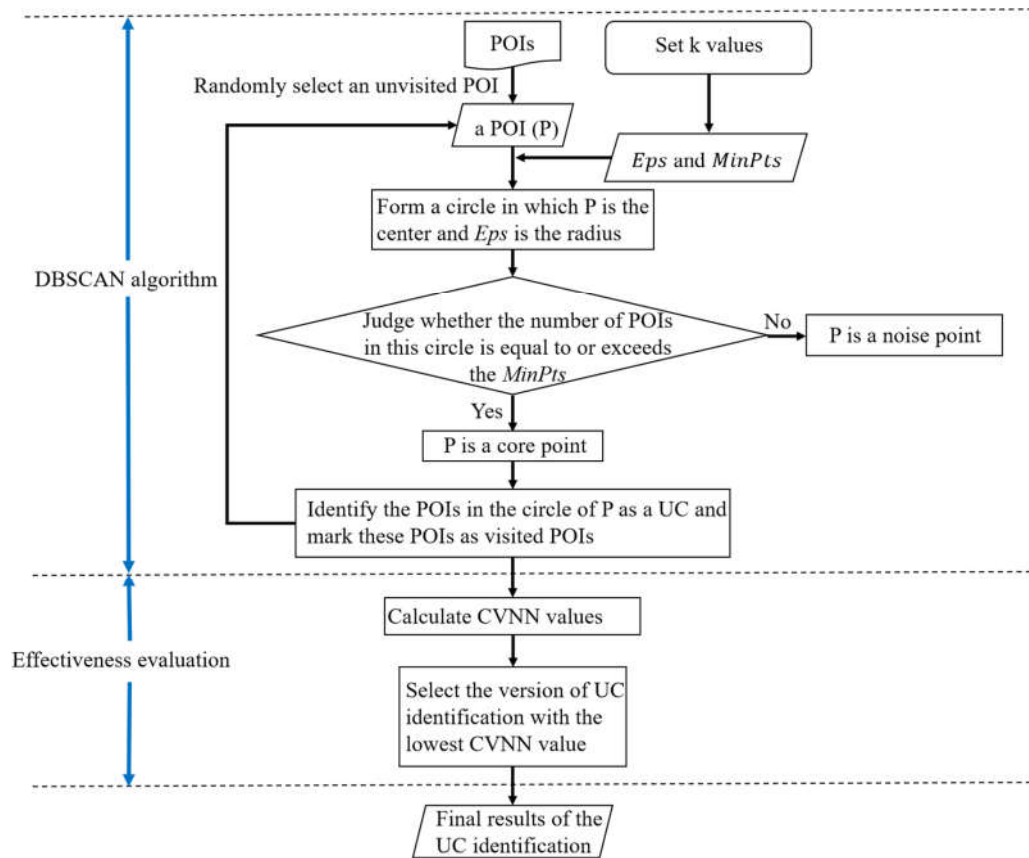 POIs
Set k values
Randomly select an unvisited POI
a POI (P)
Eps and MinPts
Form a circle in which P is the
center and Eps is the radius
DBSCAN algorithm
Judge whether the number of POIs
in this circle is equal to or exceeds
the MinPts
No
P is a noise point
Yes
P is a core point
Identify the POIs in the circle of P as a UC and
mark these POIs as visited POIs
Calculate CVNN values
Effectiveness evaluation
Select the version of UC
identification with the
lowest CVNN value
Final results of the
UC identification